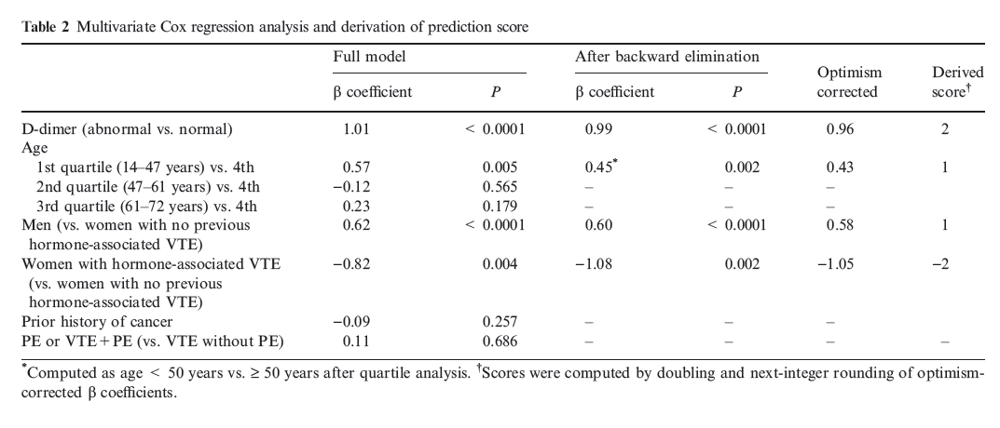 Table 2 Multivariate Cox regression analysis and derivation of prediction score
Full model After backward elimination
Optimism corrected Derived score†
β coefficient P β coefficient P
D-dimer (abnormal vs. normal) 1.01 < 0.0001 0.99 < 0.0001 0.96 2
Age
1st quartile (14–47 years) vs. 4th 0.57 0.005 0.45* 0.002 0.43 1
2nd quartile (47–61 years) vs. 4th −0.12 0.565 – – –
3rd quartile (61–72 years) vs. 4th 0.23 0.179 – – –
Men (vs. women with no previous 0.62 < 0.0001 0.60 < 0.0001 0.58 1
hormone-associated VTE)
Women with hormone-associated VTE −0.82 0.004 −1.08 0.002 −1.05 −2
(vs. women with no previous
hormone-associated VTE)
Prior history of cancer −0.09 0.257 – – –
PE or VTE+PE (vs. VTE without PE) 0.11 0.686 – – – –
*Computed as age < 50 years vs. ≥ 50 years after quartile analysis. †Scores were computed by doubling and next-integer rounding of optimism-
corrected β coefficients.